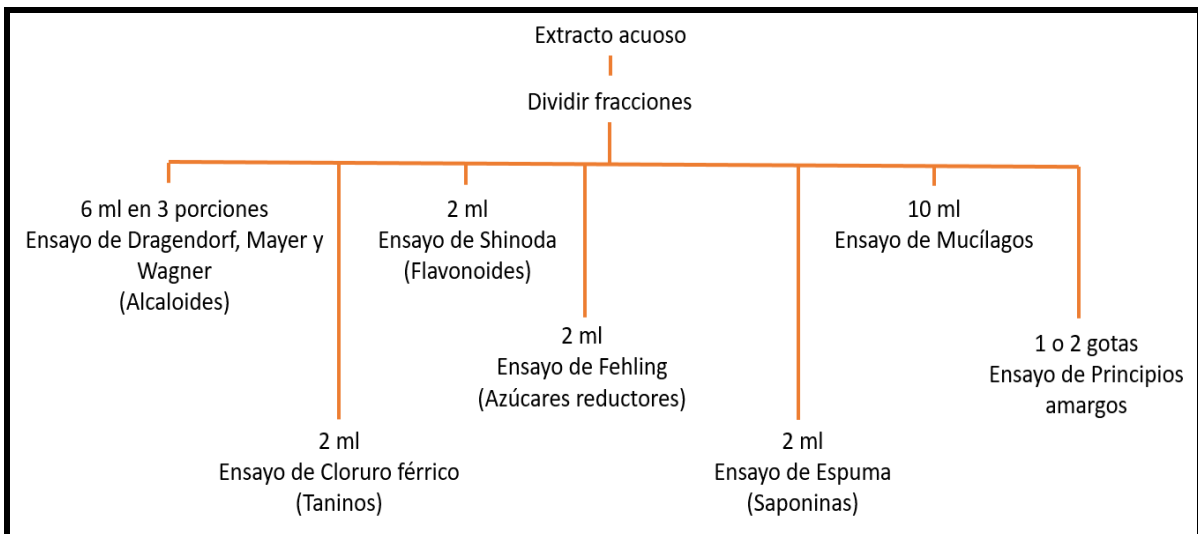 Extracto acuoso
Dividir fracciones
6 ml en 3 porciones
Ensayo de Dragendorf, Mayer y
Wagner
(Alcaloides)
2 ml
Ensayo de Cloruro férrico
(Taninos)
2 ml
Ensayo de Shinoda
(Flavonoides)
2 ml
Ensayo de Fehling
(Azúcares reductores)
2 ml
Ensayo de Espuma
(Saponinas)
10 ml
Ensayo de Mucílagos
1 o 2 gotas
Ensayo de Principios
amargos